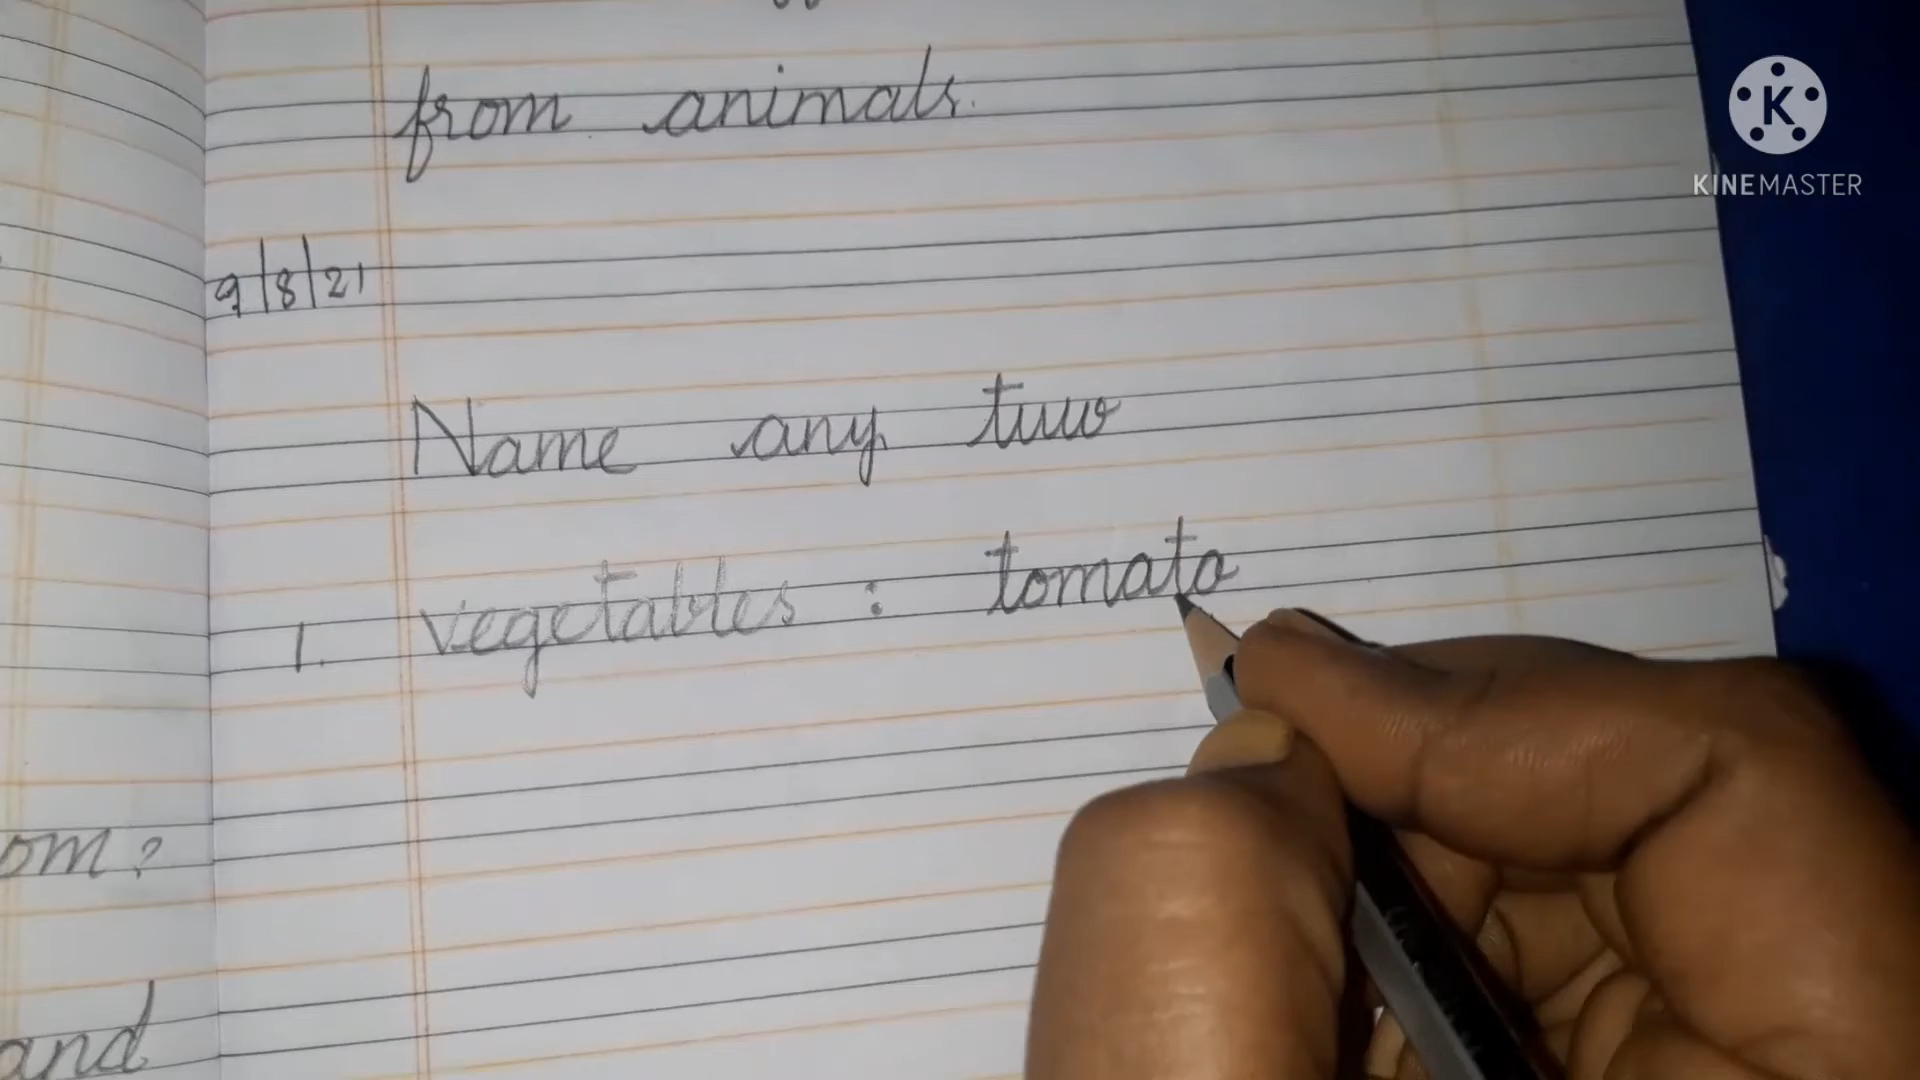 from animals.
9/8/21
Name any two
1. vegetables : tomato
om?
and
K
KINEMASTER